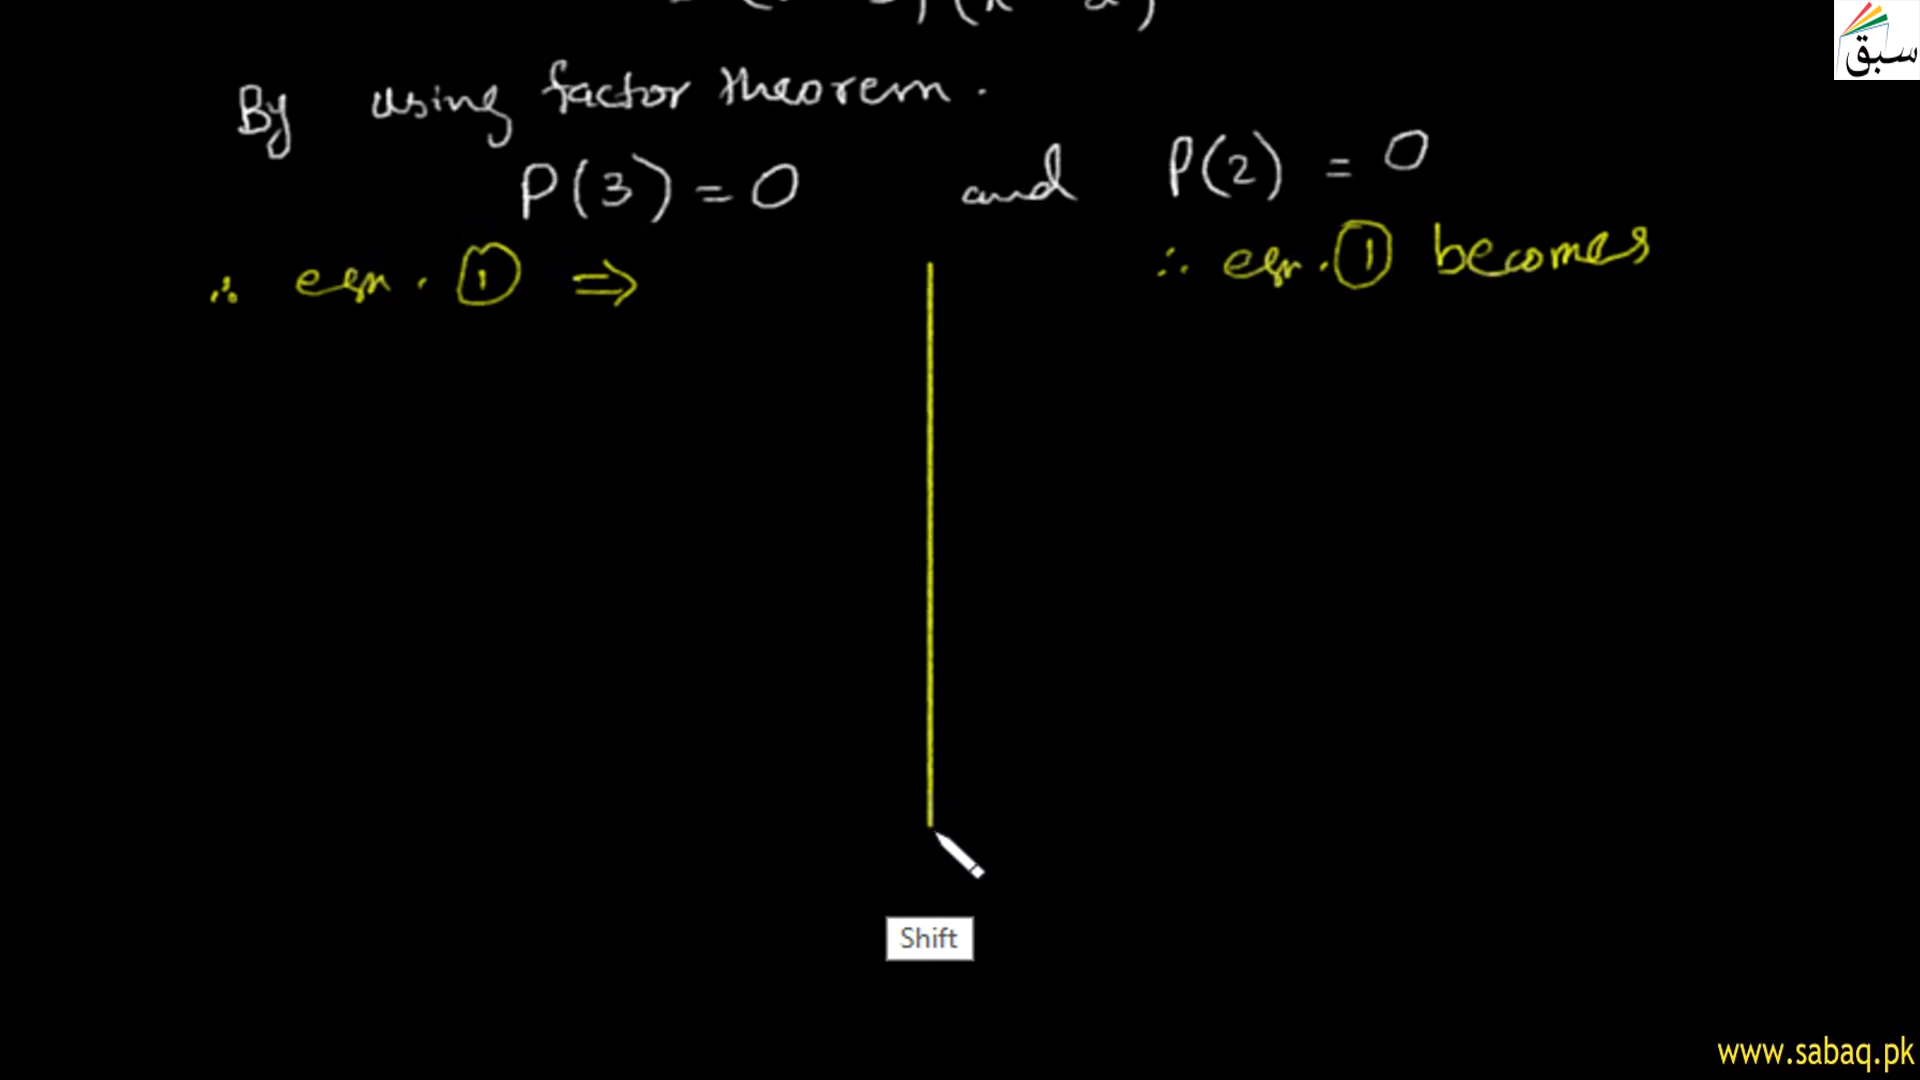 سبق
By using factor theorem.
P(3) = 0 and P(2) = 0
∴ eqn. ① ⇒ ∴ eqn. ① becomes
Shift
www.sabaq.pk